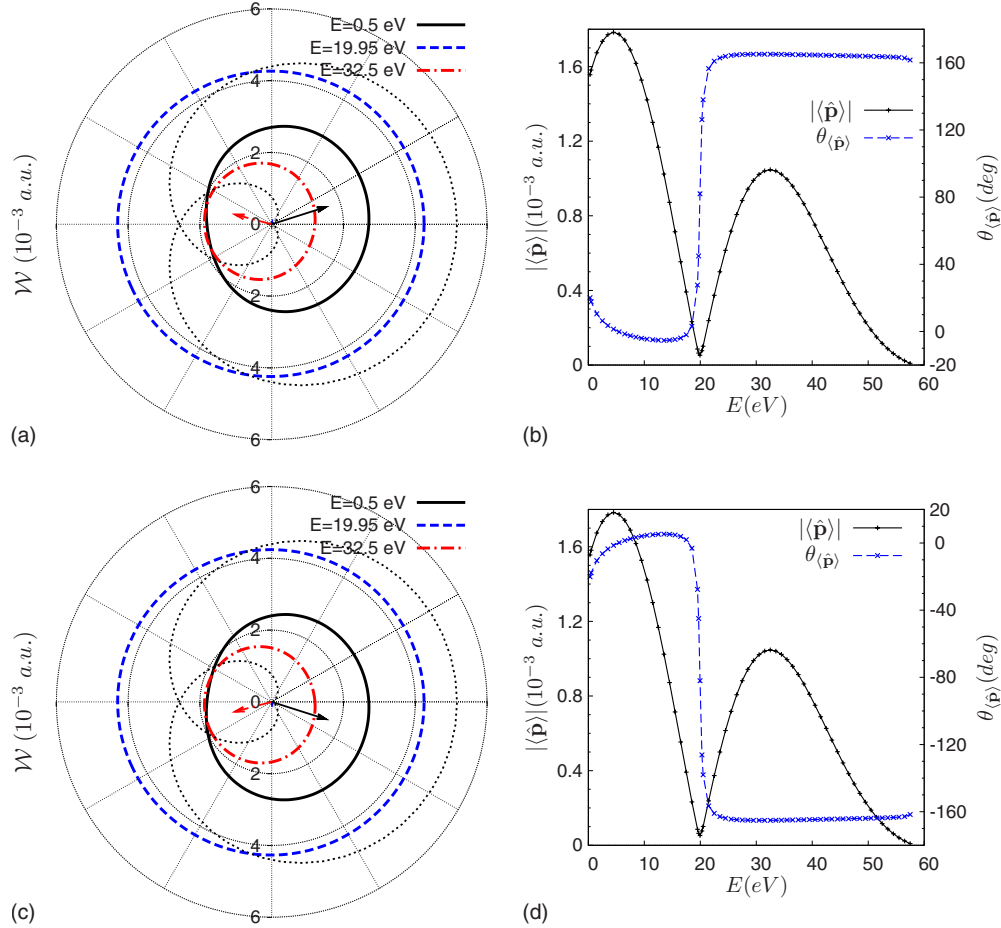 6
E=0.5 eV
E=19.95 eV
E=32.5 eV
4
2
0
2
4
6
𝒲 (10⁻³ a.u.)
(a)
1.6
1.2
0.8
0.4
0
|⟨p̂⟩|(10⁻³ a.u.)
|⟨p̂⟩|
θ⟨p̂⟩
160
120
80
40
0
-20
θ⟨p̂⟩(deg)
0 10 20 30 40 50 60
E(eV)
(b)
6
E=0.5 eV
E=19.95 eV
E=32.5 eV
4
2
0
2
4
6
𝒲 (10⁻³ a.u.)
(c)
1.6
1.2
0.8
0.4
0
|⟨p̂⟩|(10⁻³ a.u.)
|⟨p̂⟩|
θ⟨p̂⟩
20
0
-40
-80
-120
-160
θ⟨p̂⟩(deg)
0 10 20 30 40 50 60
E(eV)
(d)